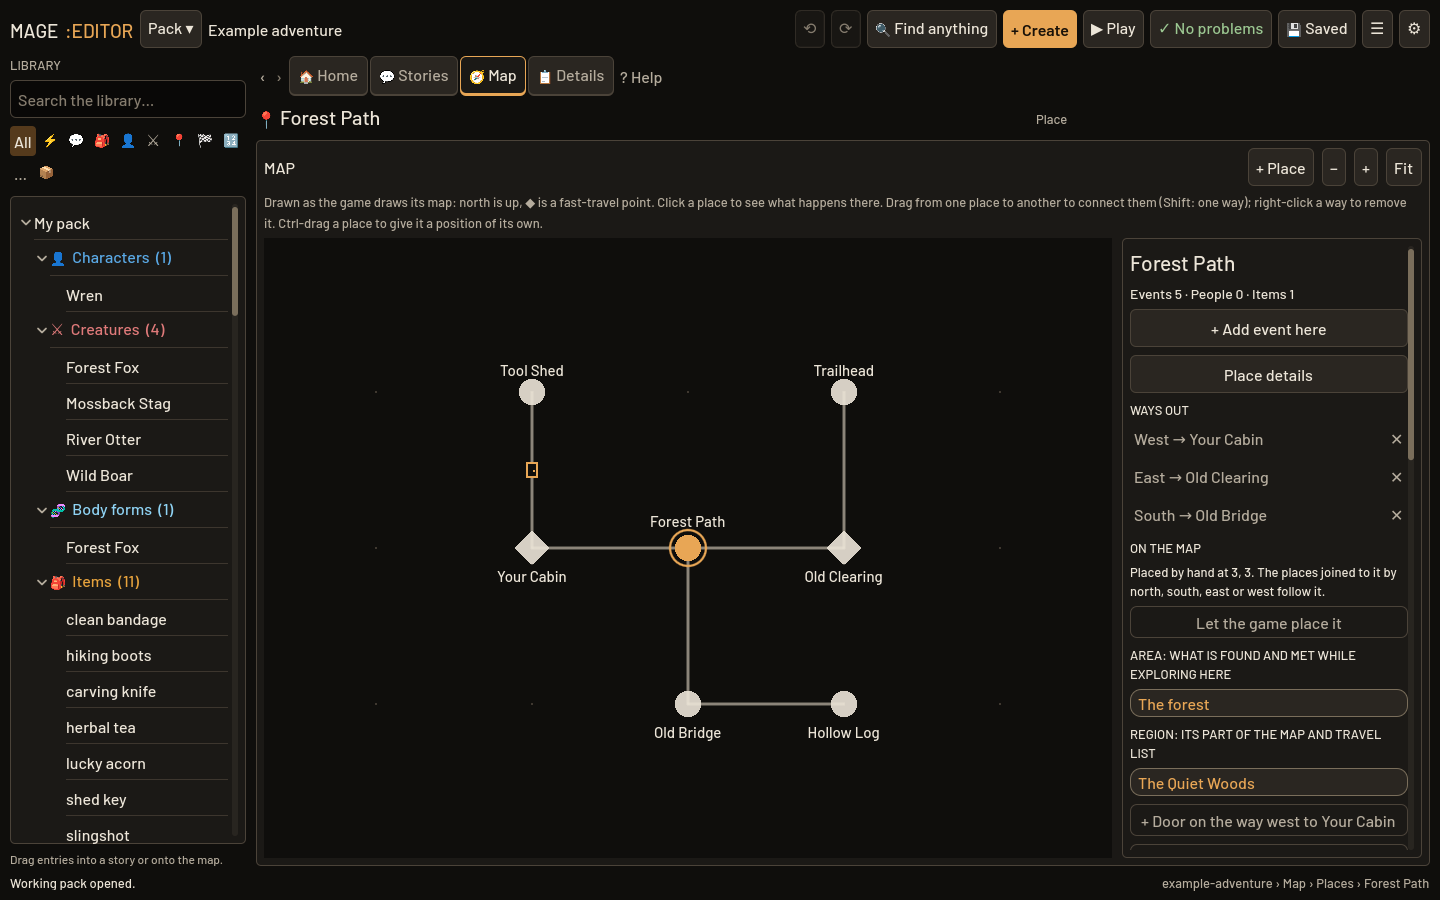 MAGE :EDITOR
Pack ▾
Example adventure
Find anything
+ Create
▶ Play
✓ No problems
Saved
LIBRARY
Search the library...
All
...
My pack
Characters (1)
Wren
Creatures (4)
Forest Fox
Mossback Stag
River Otter
Wild Boar
Body forms (1)
Forest Fox
Items (11)
clean bandage
hiking boots
carving knife
herbal tea
lucky acorn
shed key
slingshot
Drag entries into a story or onto the map.
Working pack opened.
‹ ›
Home
Stories
Map
Details
? Help
Forest Path
Place
MAP
+ Place
−
+
Fit
Drawn as the game draws its map: north is up, ◆ is a fast-travel point. Click a place to see what happens there. Drag from one place to another to connect them (Shift: one way); right-click a way to remove
it. Ctrl-drag a place to give it a position of its own.
Tool Shed
Trailhead
Forest Path
Your Cabin
Old Clearing
Old Bridge
Hollow Log
Forest Path
Events 5 · People 0 · Items 1
+ Add event here
Place details
WAYS OUT
West → Your Cabin ✕
East → Old Clearing ✕
South → Old Bridge ✕
ON THE MAP
Placed by hand at 3, 3. The places joined to it by
north, south, east or west follow it.
Let the game place it
AREA: WHAT IS FOUND AND MET WHILE
EXPLORING HERE
The forest
REGION: ITS PART OF THE MAP AND TRAVEL
LIST
The Quiet Woods
+ Door on the way west to Your Cabin
example-adventure › Map › Places › Forest Path